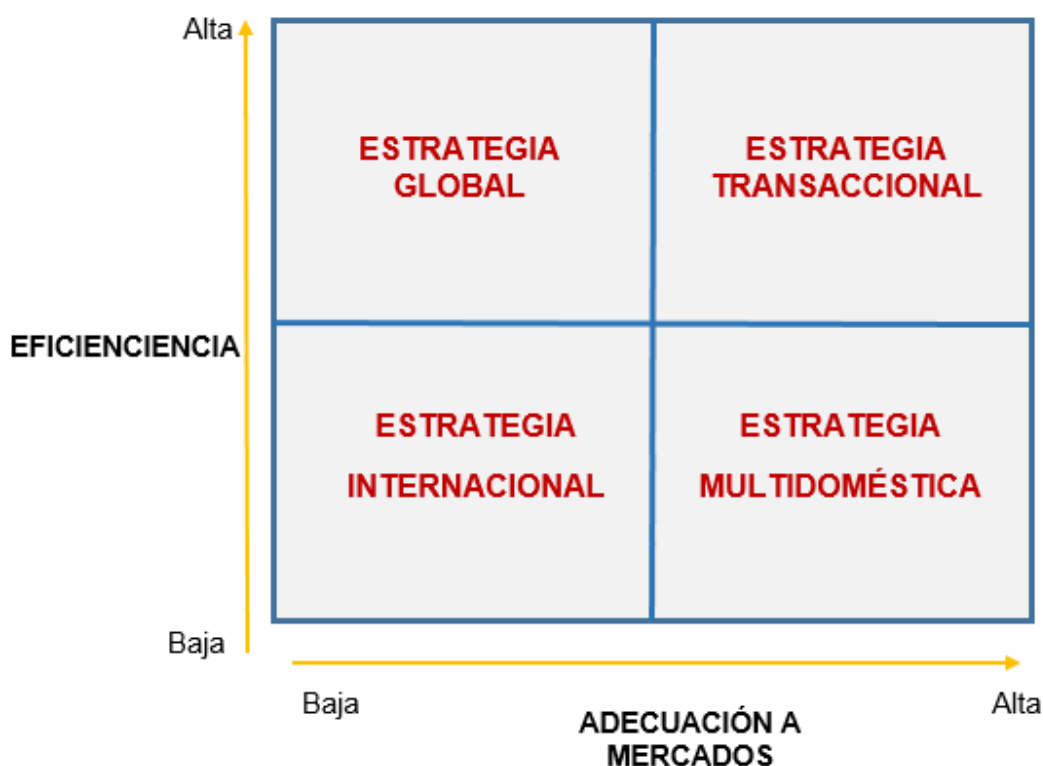 Alta
ESTRATEGIA
GLOBAL
ESTRATEGIA
TRANSACCIONAL
EFICIENCIENCIA
ESTRATEGIA
INTERNACIONAL
ESTRATEGIA
MULTIDOMÉSTICA
Baja
Baja
Alta
ADECUACIÓN A
MERCADOS